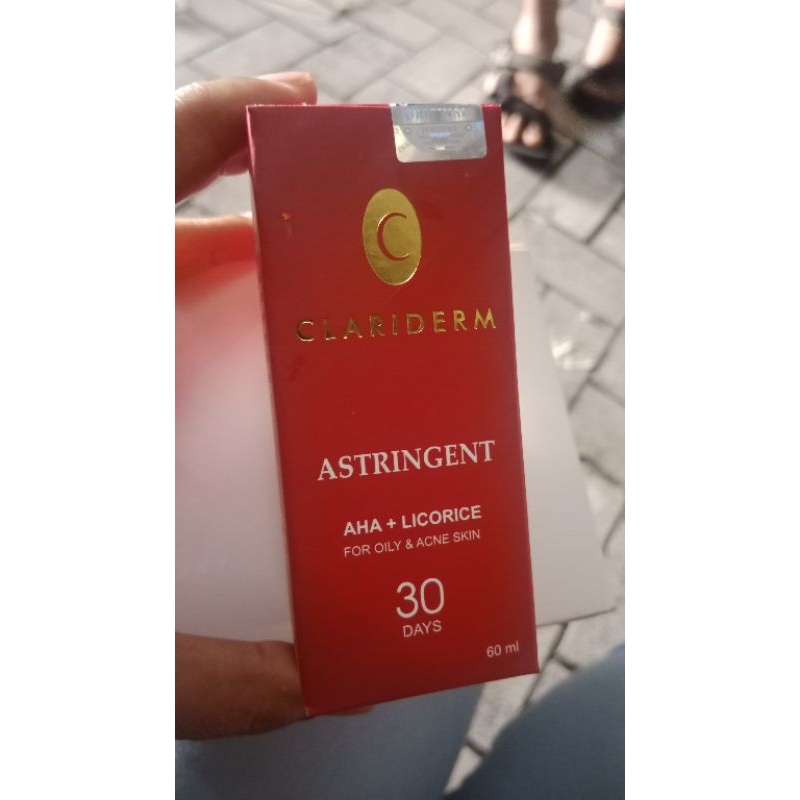 C
CLARIDERM
ASTRINGENT
AHA + LICORICE
FOR OILY & ACNE SKIN
30
DAYS
60 ml